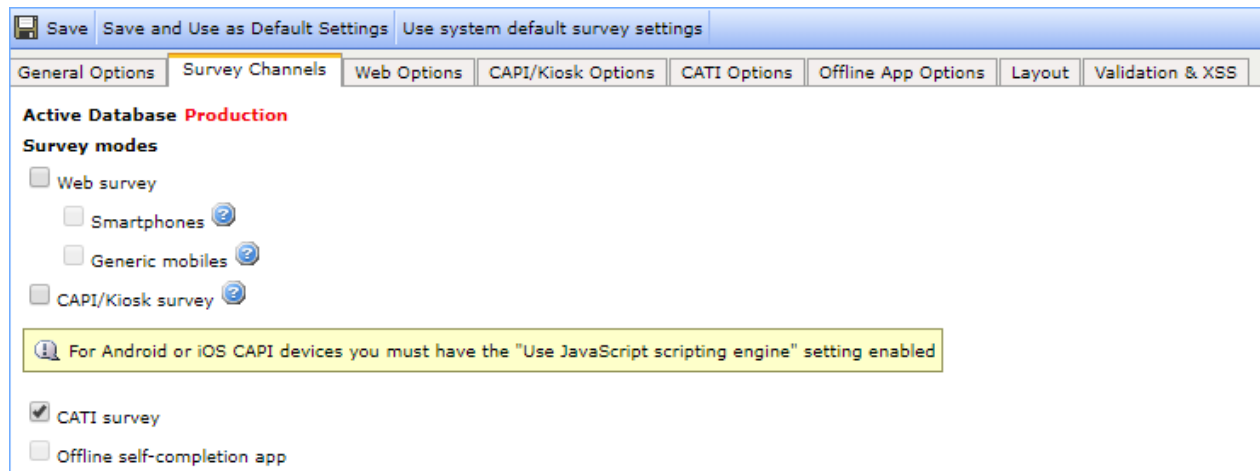 Save Save and Use as Default Settings Use system default survey settings
General Options Survey Channels Web Options CAPI/Kiosk Options CATI Options Offline App Options Layout Validation & XSS
Active Database Production
Survey modes
Web survey
Smartphones ?
Generic mobiles ?
CAPI/Kiosk survey ?
For Android or iOS CAPI devices you must have the "Use JavaScript scripting engine" setting enabled
CATI survey
Offline self-completion app